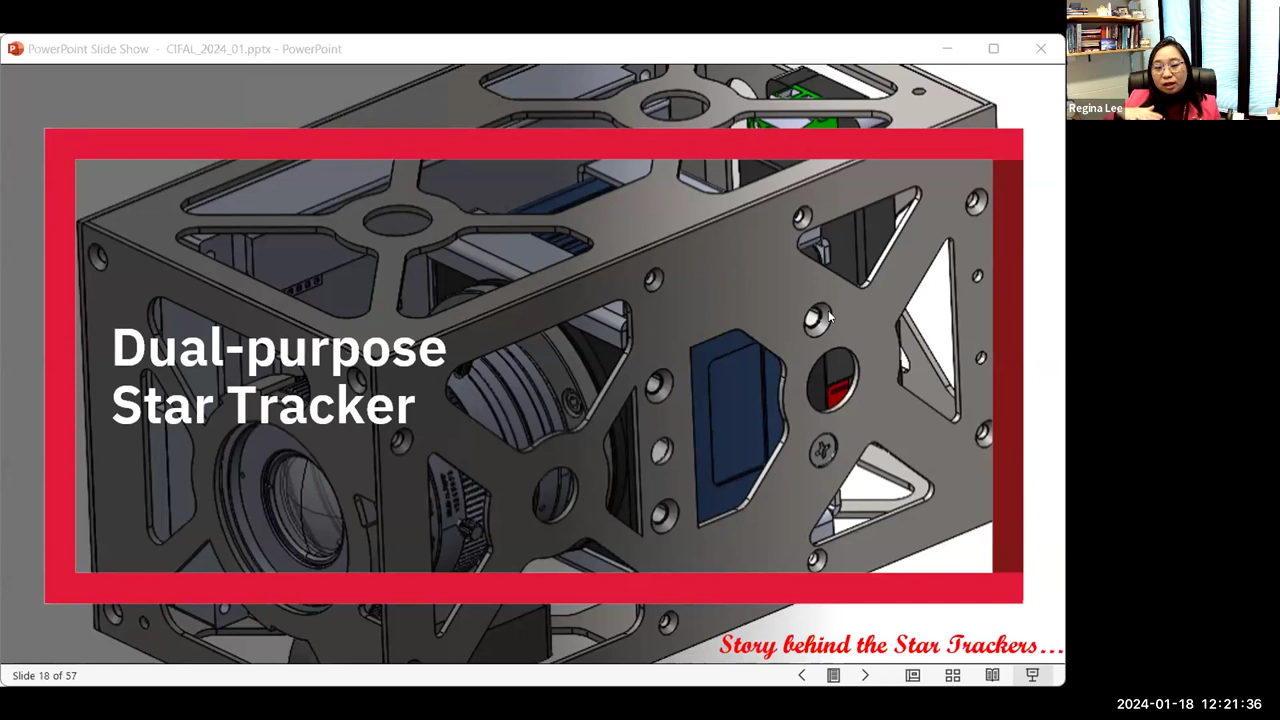 PowerPoint Slide Show - CIFAL_2024_01.pptx - PowerPoint
Regina Lee
Dual-purpose
Star Tracker
Story behind the Star Trackers...
Slide 18 of 57
2024-01-18 12:21:36